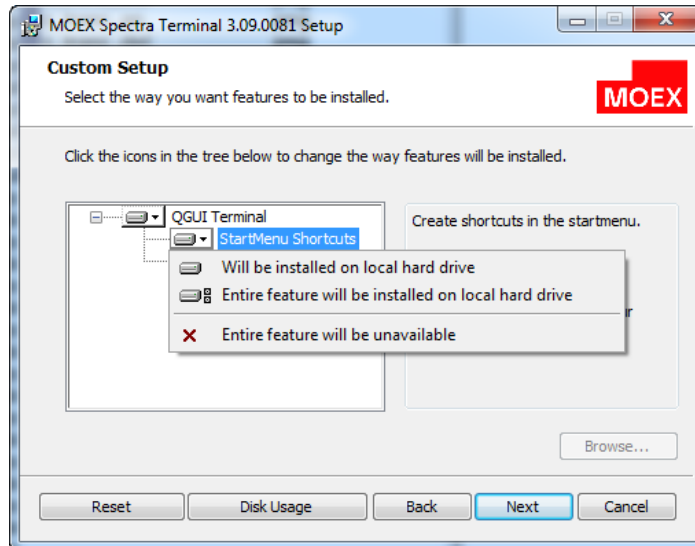 MOEX Spectra Terminal 3.09.0081 Setup
Custom Setup
Select the way you want features to be installed.
MOEX
Click the icons in the tree below to change the way features will be installed.
QGUI Terminal
StartMenu Shortcuts
Create shortcuts in the startmenu.
Will be installed on local hard drive
Entire feature will be installed on local hard drive
Entire feature will be unavailable
Browse...
Reset
Disk Usage
Back
Next
Cancel